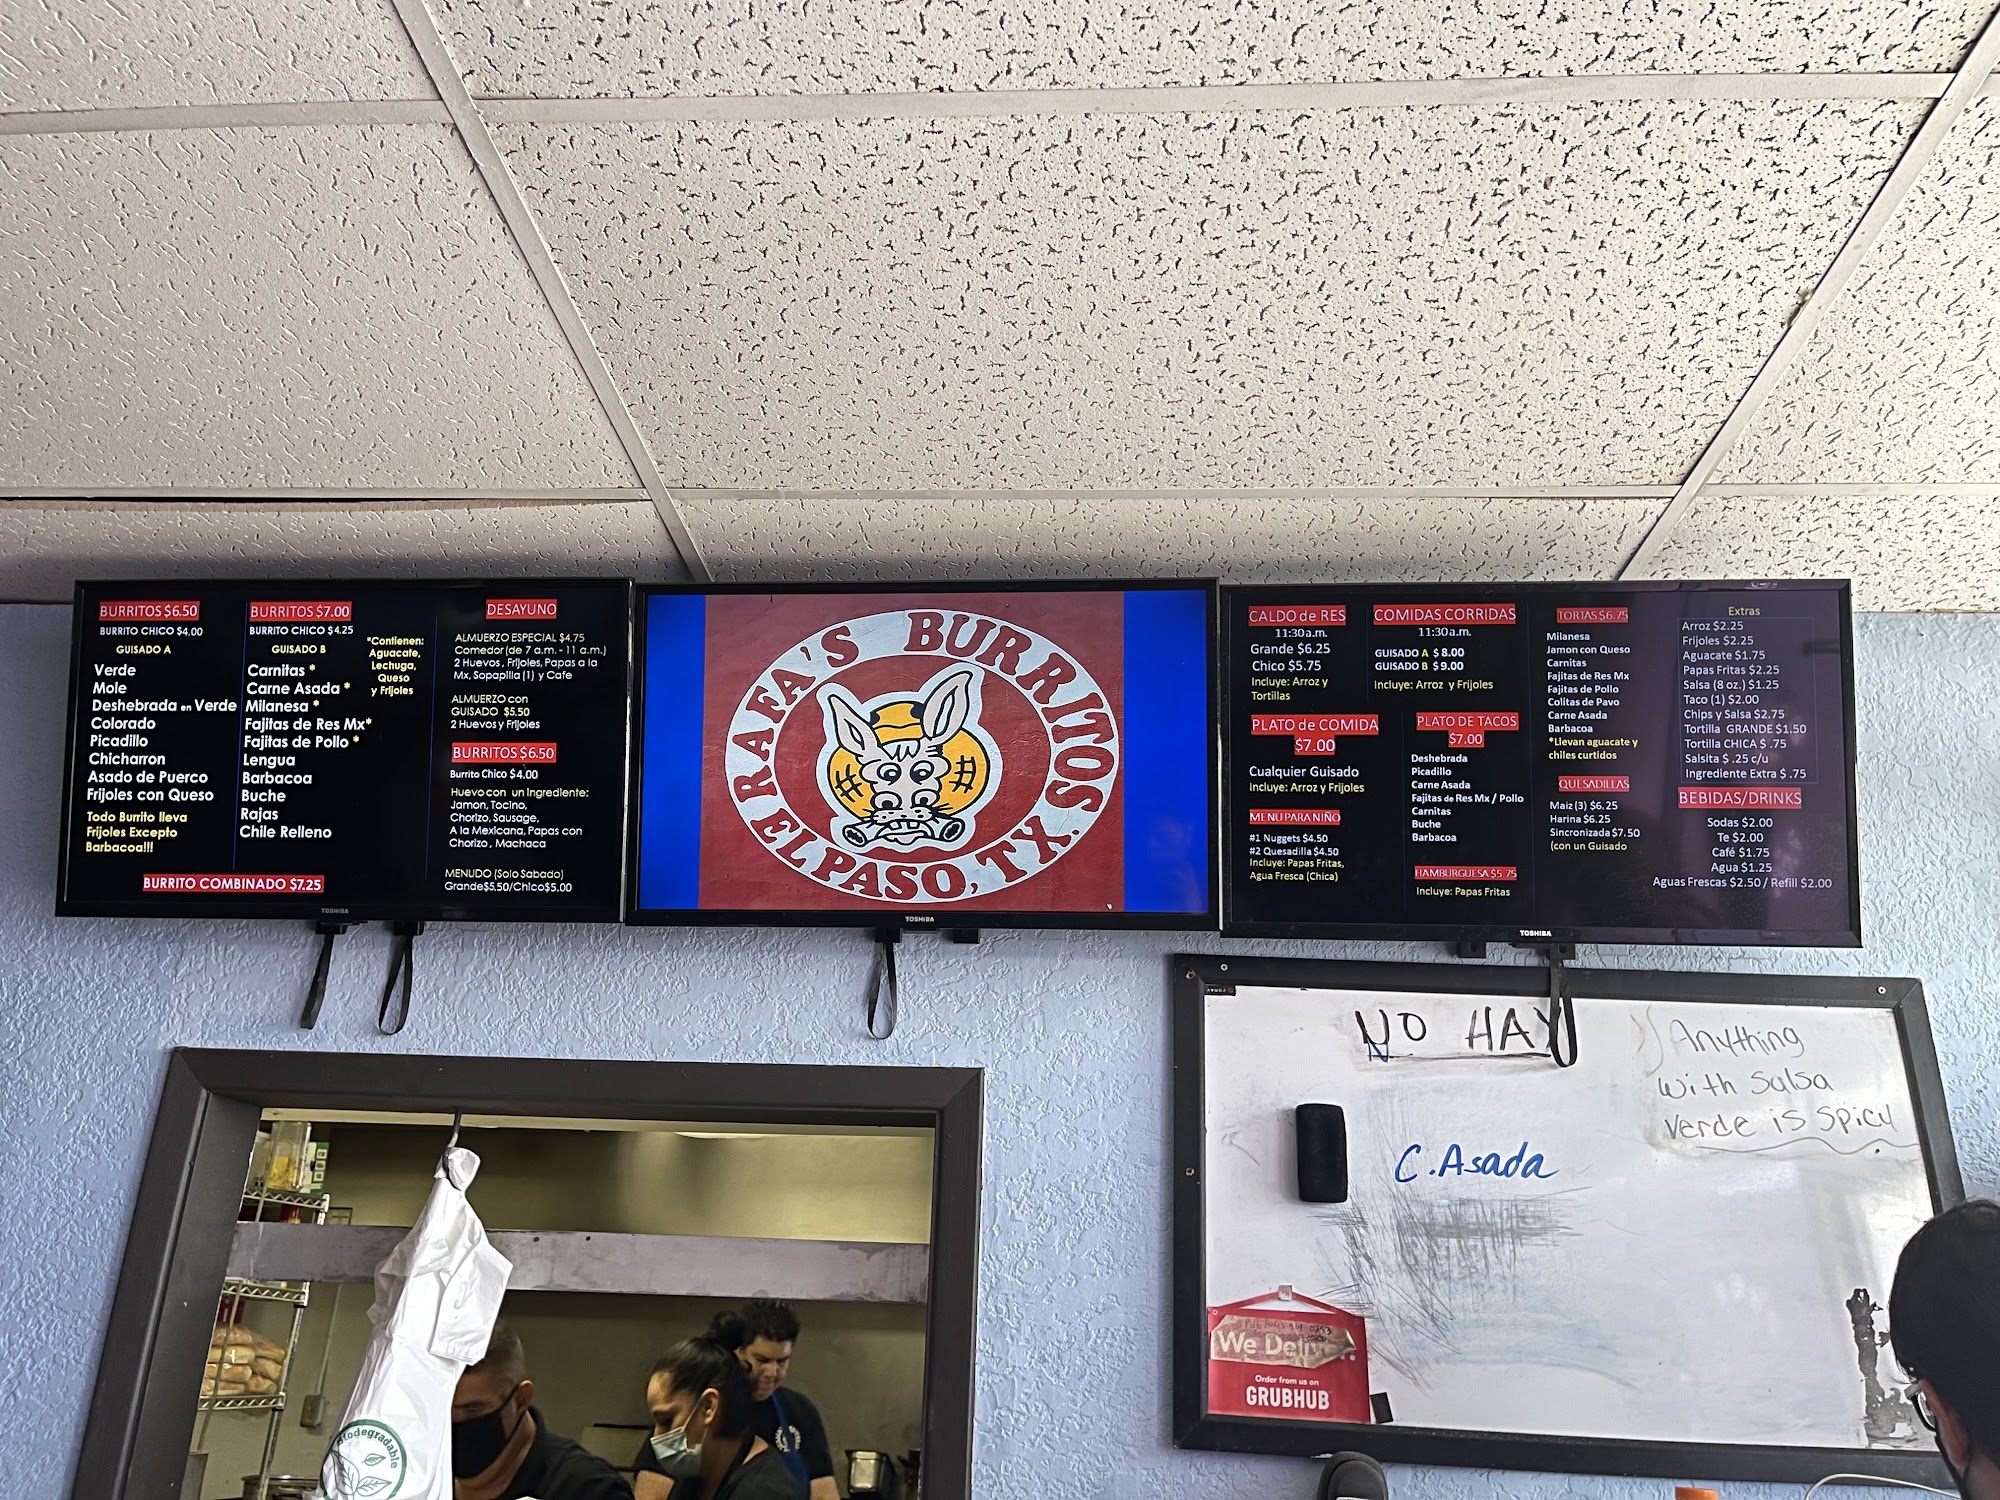 BURRITOS $6.50
BURRITO CHICO $4.00
GUISADO A
Verde
Mole
Deshebrada en Verde
Colorado
Picadillo
Chicharron
Asado de Puerco
Frijoles con Queso
Todo Burrito lleva
Frijoles Excepto
Barbacoa!!!
BURRITOS $7.00
BURRITO CHICO $4.25
GUISADO B
Carnitas *
Carne Asada *
Milanesa *
Fajitas de Res Mx*
Fajitas de Pollo *
Lengua
Barbacoa
Buche
Rajas
Chile Relleno
*Contienen:
Aguacate,
Lechuga,
Queso
y Frijoles
BURRITO COMBINADO $7.25
DESAYUNO
ALMUERZO ESPECIAL $4.75
Comedor (de 7 a.m. - 11 a.m.)
2 Huevos , Frijoles, Papas a la
Mx, Sopapilla (1) y Cafe
ALMUERZO con
GUISADO $5.50
2 Huevos y Frijoles
BURRITOS $6.50
Burrito Chico $4.00
Huevo con un Ingrediente:
Jamon, Tocino,
Chorizo, Sausage,
A la Mexicana, Papas con
Chorizo , Machaca
MENUDO (Solo Sabado)
Grande$5.50/Chico$5.00
TOSHIBA
RAFA'S BURRITOS
EL PASO, TX.
TOSHIBA
CALDO de RES
11:30 a.m.
Grande $6.25
Chico $5.75
Incluye: Arroz y
Tortillas
COMIDAS CORRIDAS
11:30 a.m.
GUISADO A $ 8.00
GUISADO B $ 9.00
Incluye: Arroz y Frijoles
PLATO de COMIDA
$7.00
Cualquier Guisado
Incluye: Arroz y Frijoles
MENU PARA NIÑO
#1 Nuggets $4.50
#2 Quesadilla $4.50
Incluye: Papas Fritas,
Agua Fresca (Chica)
PLATO DE TACOS
$7.00
Deshebrada
Picadillo
Carne Asada
Fajitas de Res Mx / Pollo
Carnitas
Buche
Barbacoa
HAMBURGUESA $5.75
Incluye: Papas Fritas
TORTAS $6.75
Milanesa
Jamon con Queso
Carnitas
Fajitas de Res Mx
Fajitas de Pollo
Colitas de Pavo
Carne Asada
Barbacoa
*Llevan aguacate y
chiles curtidos
QUESADILLAS
Maiz (3) $6.25
Harina $6.25
Sincronizada $7.50
(con un Guisado
Extras
Arroz $2.25
Frijoles $2.25
Aguacate $1.75
Papas Fritas $2.25
Salsa (8 oz.) $1.25
Taco (1) $2.00
Chips y Salsa $2.75
Tortilla GRANDE $1.50
Tortilla CHICA $ .75
Salsita $ .25 c/u
Ingrediente Extra $ .75
BEBIDAS/DRINKS
Sodas $2.00
Te $2.00
Café $1.75
Agua $1.25
Aguas Frescas $2.50 / Refill $2.00
TOSHIBA
NO HAY
C. Asada
Anything
with Salsa
Verde is Spicy
We
Order from us on
GRUBHUB
Biodegradable